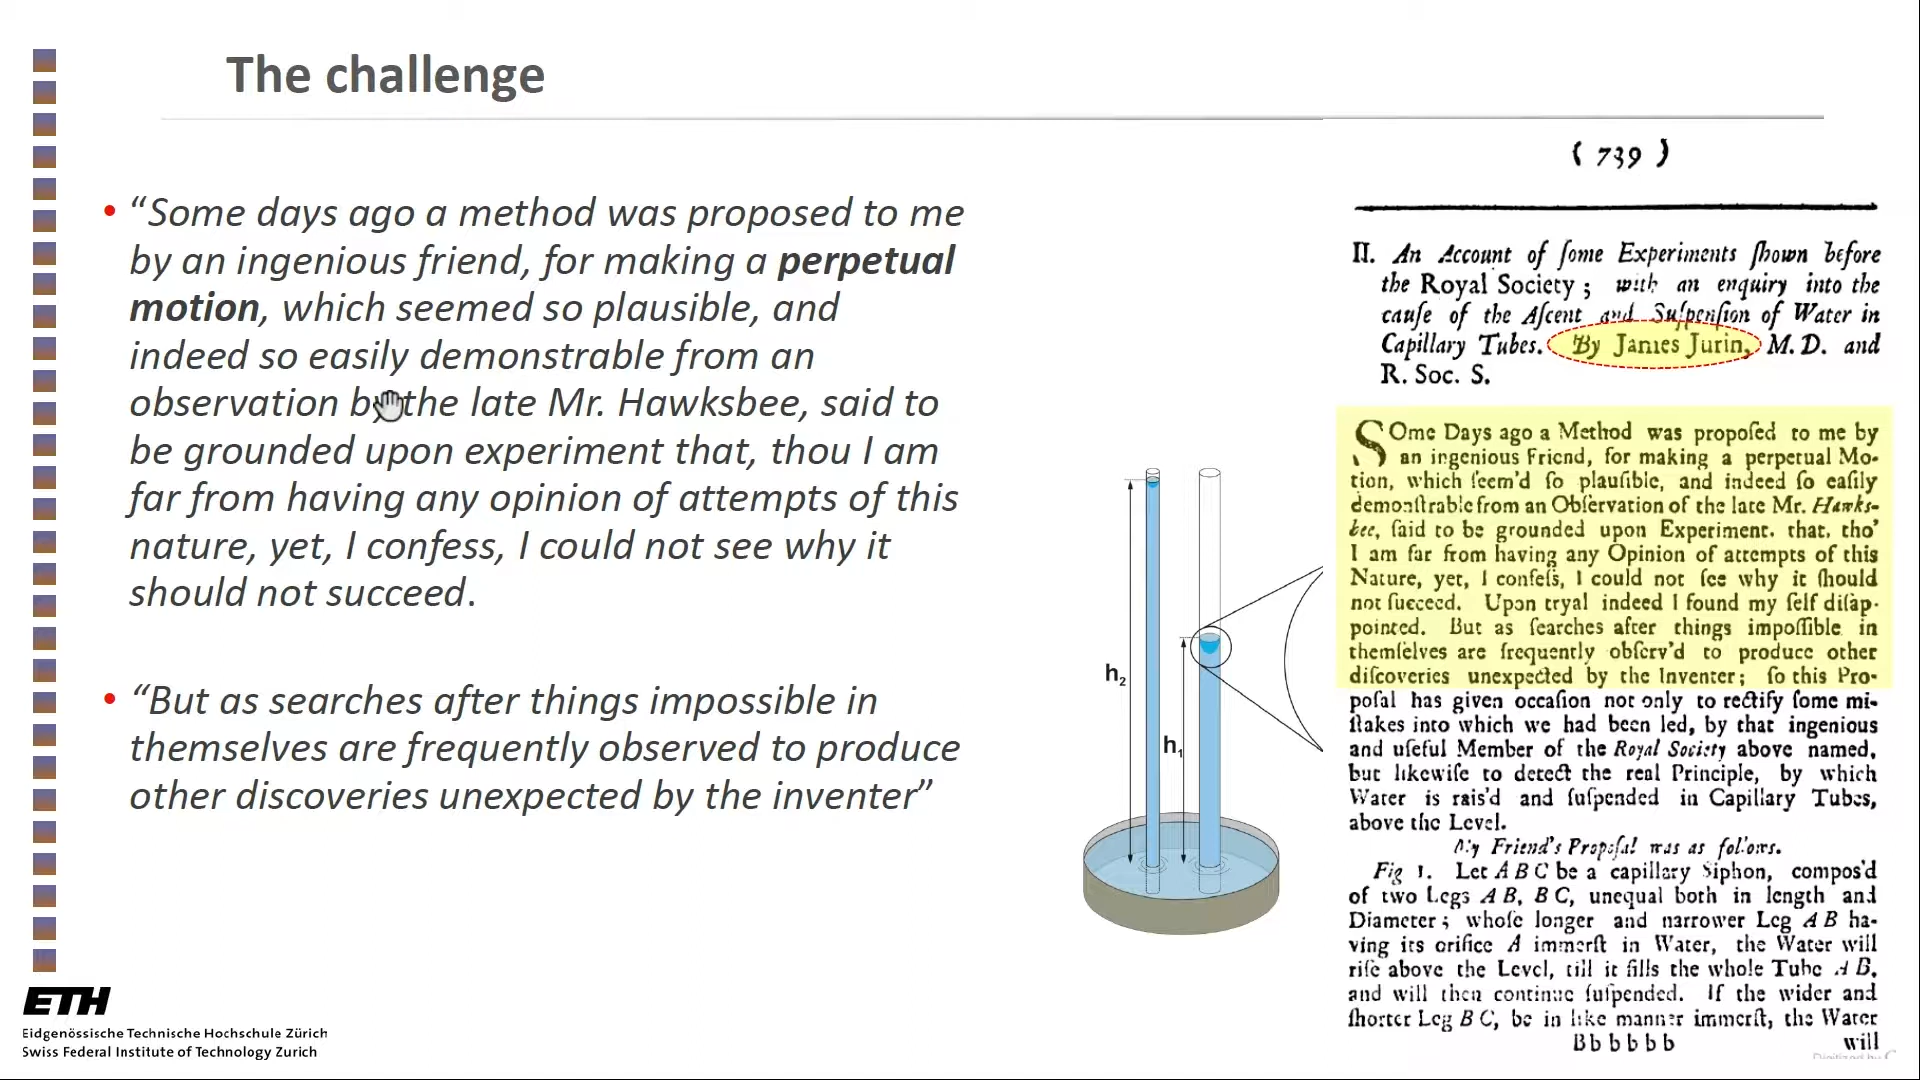 The challenge
• “Some days ago a method was proposed to me
by an ingenious friend, for making a perpetual
motion, which seemed so plausible, and
indeed so easily demonstrable from an
observation by the late Mr. Hawksbee, said to
be grounded upon experiment that, thou I am
far from having any opinion of attempts of this
nature, yet, I confess, I could not see why it
should not succeed.
• “But as searches after things impossible in
themselves are frequently observed to produce
other discoveries unexpected by the inventer”
h₂
h₁
( 739 )
II. An Account of ſome Experiments ſhown before
the Royal Society ; with an enquiry into the
cauſe of the Aſcent and Suſpenſion of Water in
Capillary Tubes. By James Jurin, M. D. and
R. Soc. S.
SOme Days ago a Method was propoſed to me by
an ingenious Friend, for making a perpetual Mo-
tion, which ſeem'd ſo plauſible, and indeed ſo eaſily
demonſtrable from an Obſervation of the late Mr. Hawks-
bee, ſaid to be grounded upon Experiment. that, tho'
I am far from having any Opinion of attempts of this
Nature, yet, I confeſs, I could not ſee why it ſhould
not ſucceed. Upon tryal indeed I found my ſelf diſap-
pointed. But as ſearches after things impoſſible in
themſelves are frequently obſerv'd to produce other
diſcoveries unexpected by the Inventer; ſo this Pro-
poſal has given occaſion not only to rectify ſome mi-
ſtakes into which we had been led, by that ingenious
and uſeful Member of the Royal Society above named,
but likewiſe to detect the real Principle, by which
Water is rais'd and ſuſpended in Capillary Tubes,
above the Level.
My Friend's Propoſal was as follows.
Fig 1. Let A B C be a capillary Siphon, compos'd
of two Legs A B, B C, unequal both in length and
Diameter; whoſe longer and narrower Leg A B ha-
ving its orifice A immerſt in Water, the Water will
riſe above the Level, till it fills the whole Tube A B,
and will then continue ſuſpended. If the wider and
ſhorter Leg B C, be in like manner immerſt, the Water
B b b b b b will
Digitized by
ETH
Eidgenössische Technische Hochschule Zürich
Swiss Federal Institute of Technology Zurich